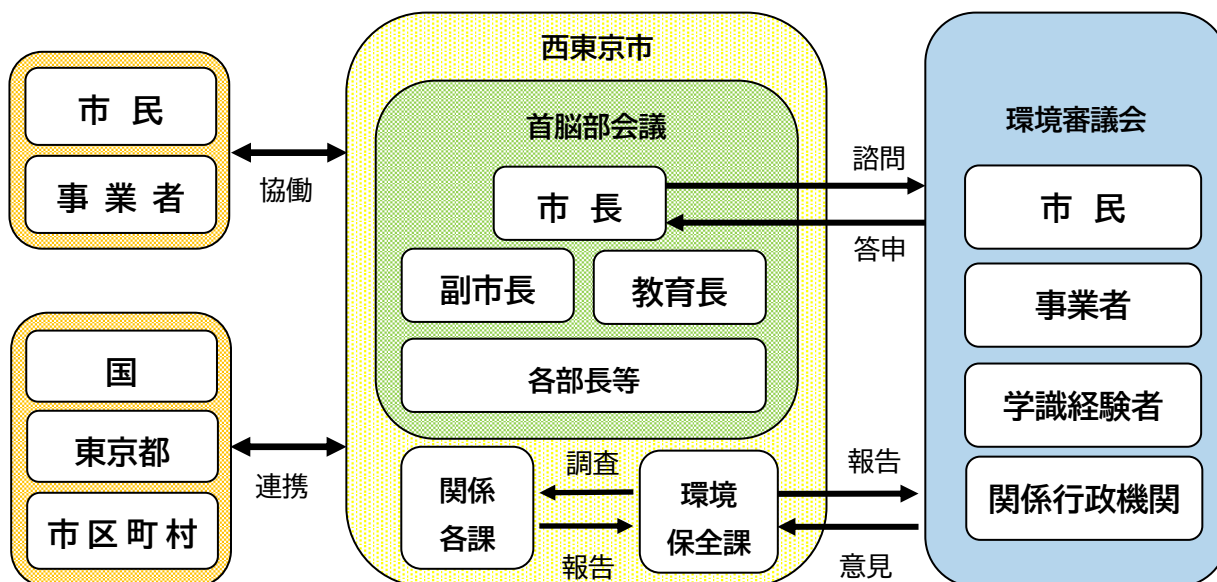 市 民
事 業 者
協働
国
東京都
市 区 町 村
連携
西東京市
首脳部会議
市 長
副市長
教育長
各部長等
関係
各課
調査
報告
環境
保全課
諮問
答申
報告
意見
環境審議会
市 民
事業者
学識経験者
関係行政機関